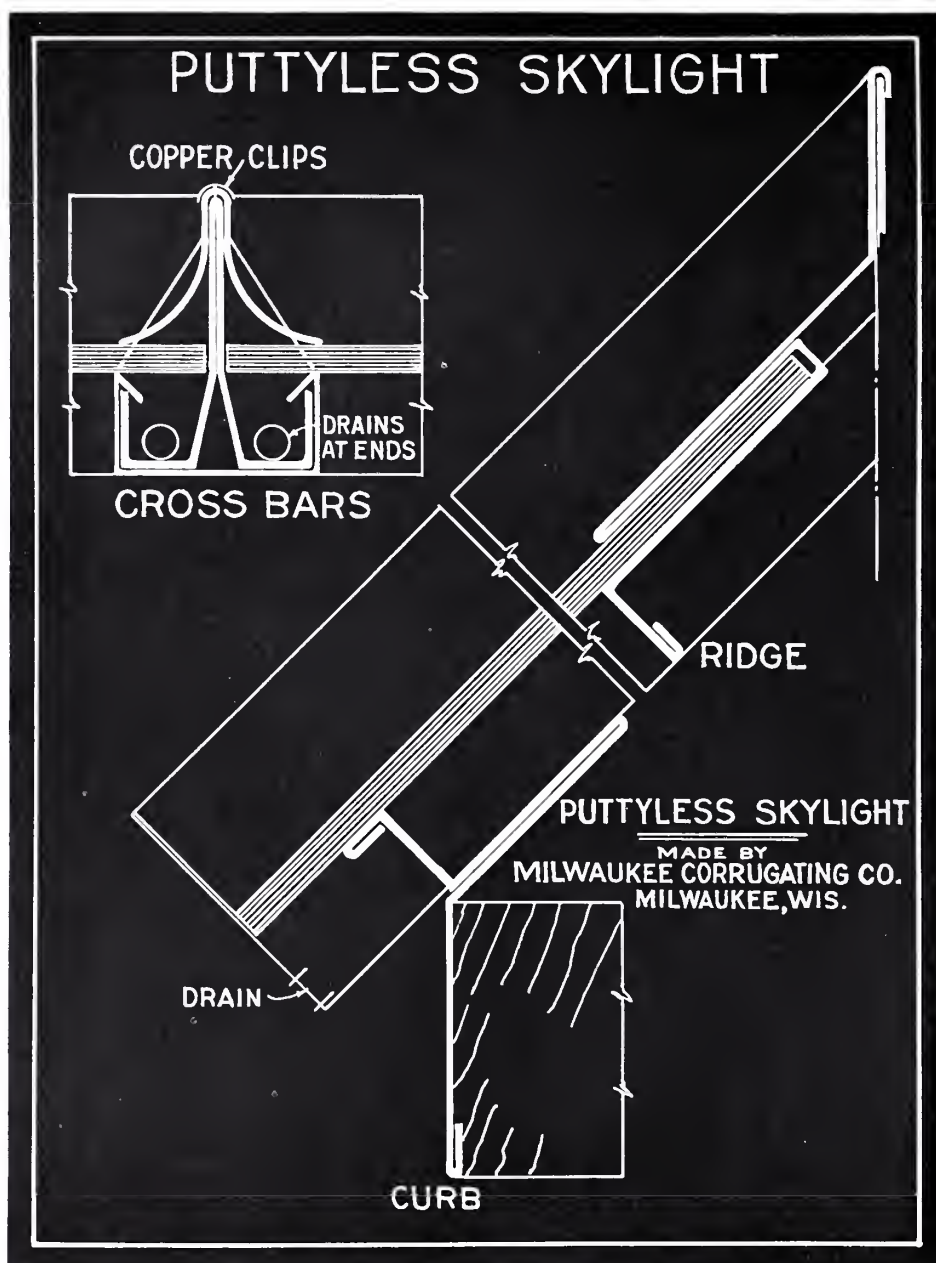 PUTTYLESS SKYLIGHT
COPPER CLIPS
DRAINS
AT ENDS
CROSS BARS
RIDGE
PUTTYLESS SKYLIGHT
MADE BY
MILWAUKEE CORRUGATING CO.
MILWAUKEE, WIS.
DRAIN
CURB